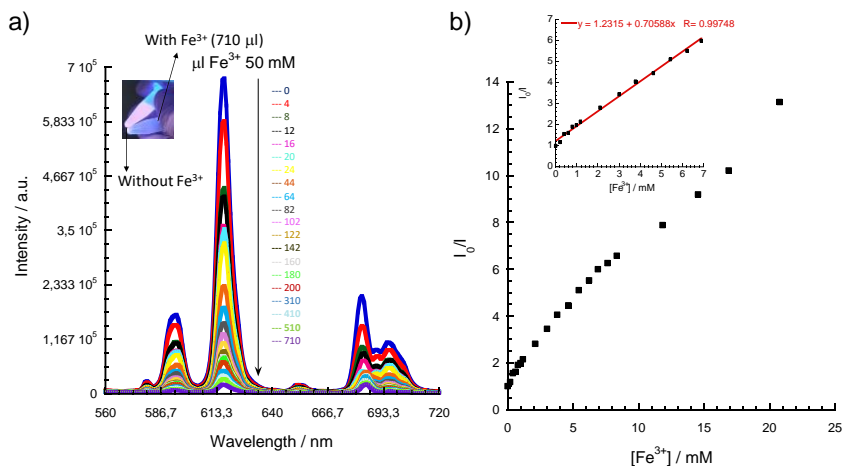 a)
With Fe³⁺ (710 µl)
µl Fe³⁺ 50 mM
7 10⁵
5,833 10⁵
4,667 10⁵
3,5 10⁵
2,333 10⁵
1,167 10⁵
0
Intensity / a.u.
Without Fe³⁺
--- 0
--- 4
--- 8
--- 12
--- 16
--- 20
--- 24
--- 44
--- 64
--- 82
--- 102
--- 122
--- 142
--- 160
--- 180
--- 200
--- 310
--- 410
--- 510
--- 710
560 586,7 613,3 640 666,7 693,3 720
Wavelength / nm
b)
y = 1.2315 + 0.70588x R= 0.99748
7
6
5
4
3
2
1
0
I₀/I
0 1 2 3 4 5 6 7
[Fe³⁺] / mM
14
12
10
8
6
4
2
0
I₀/I
0 5 10 15 20 25
[Fe³⁺] / mM